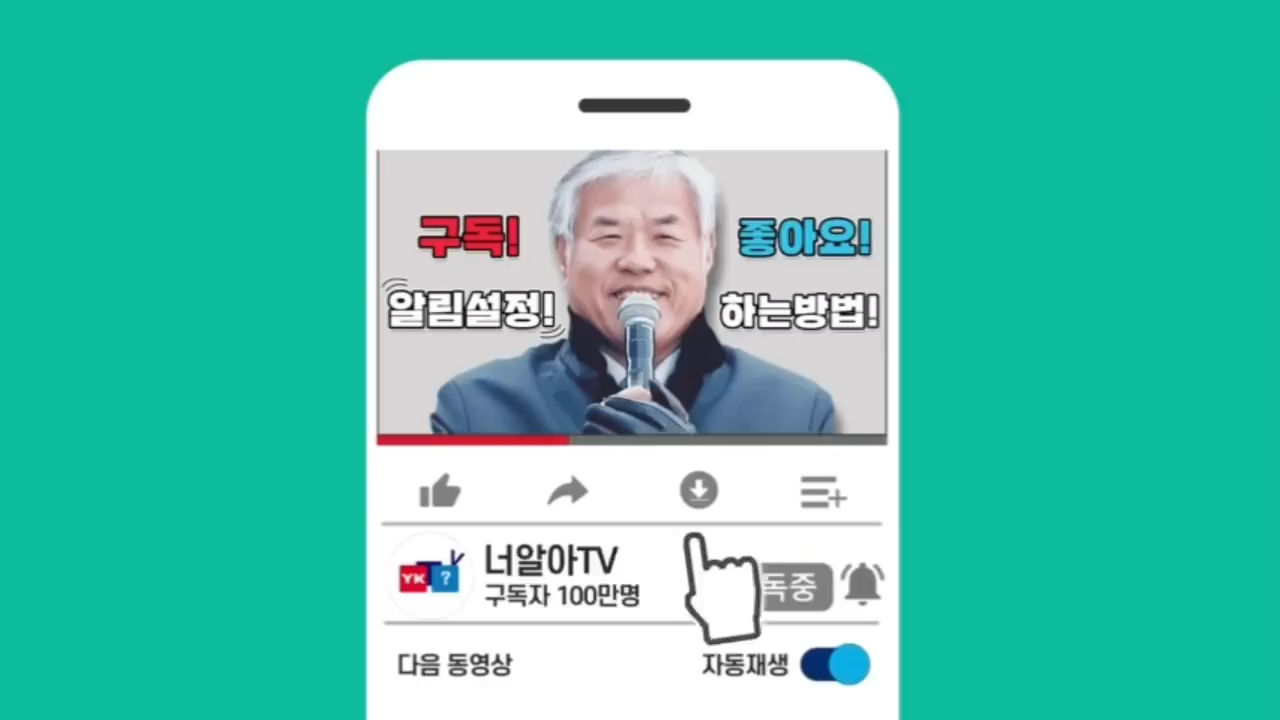 구독!
좋아요!
알림설정!
하는방법!
YK T ?
너알아TV
독중
구독자 100만명
다음 동영상
자동재생